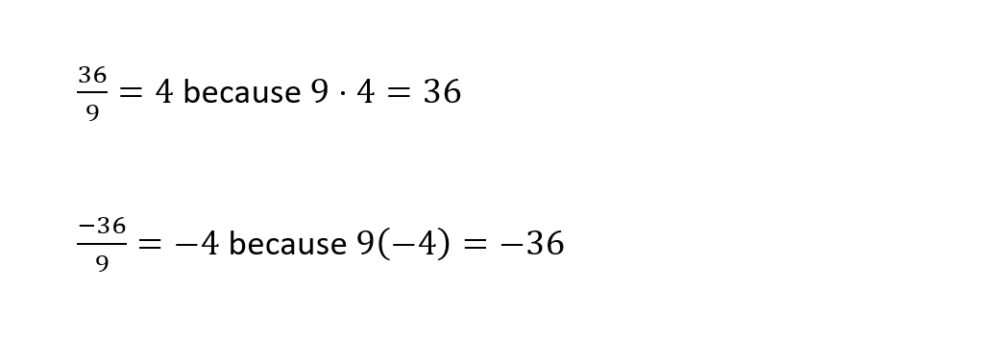 36/9 = 4 because 9 · 4 = 36
−36/9 = −4 because 9(−4) = −36